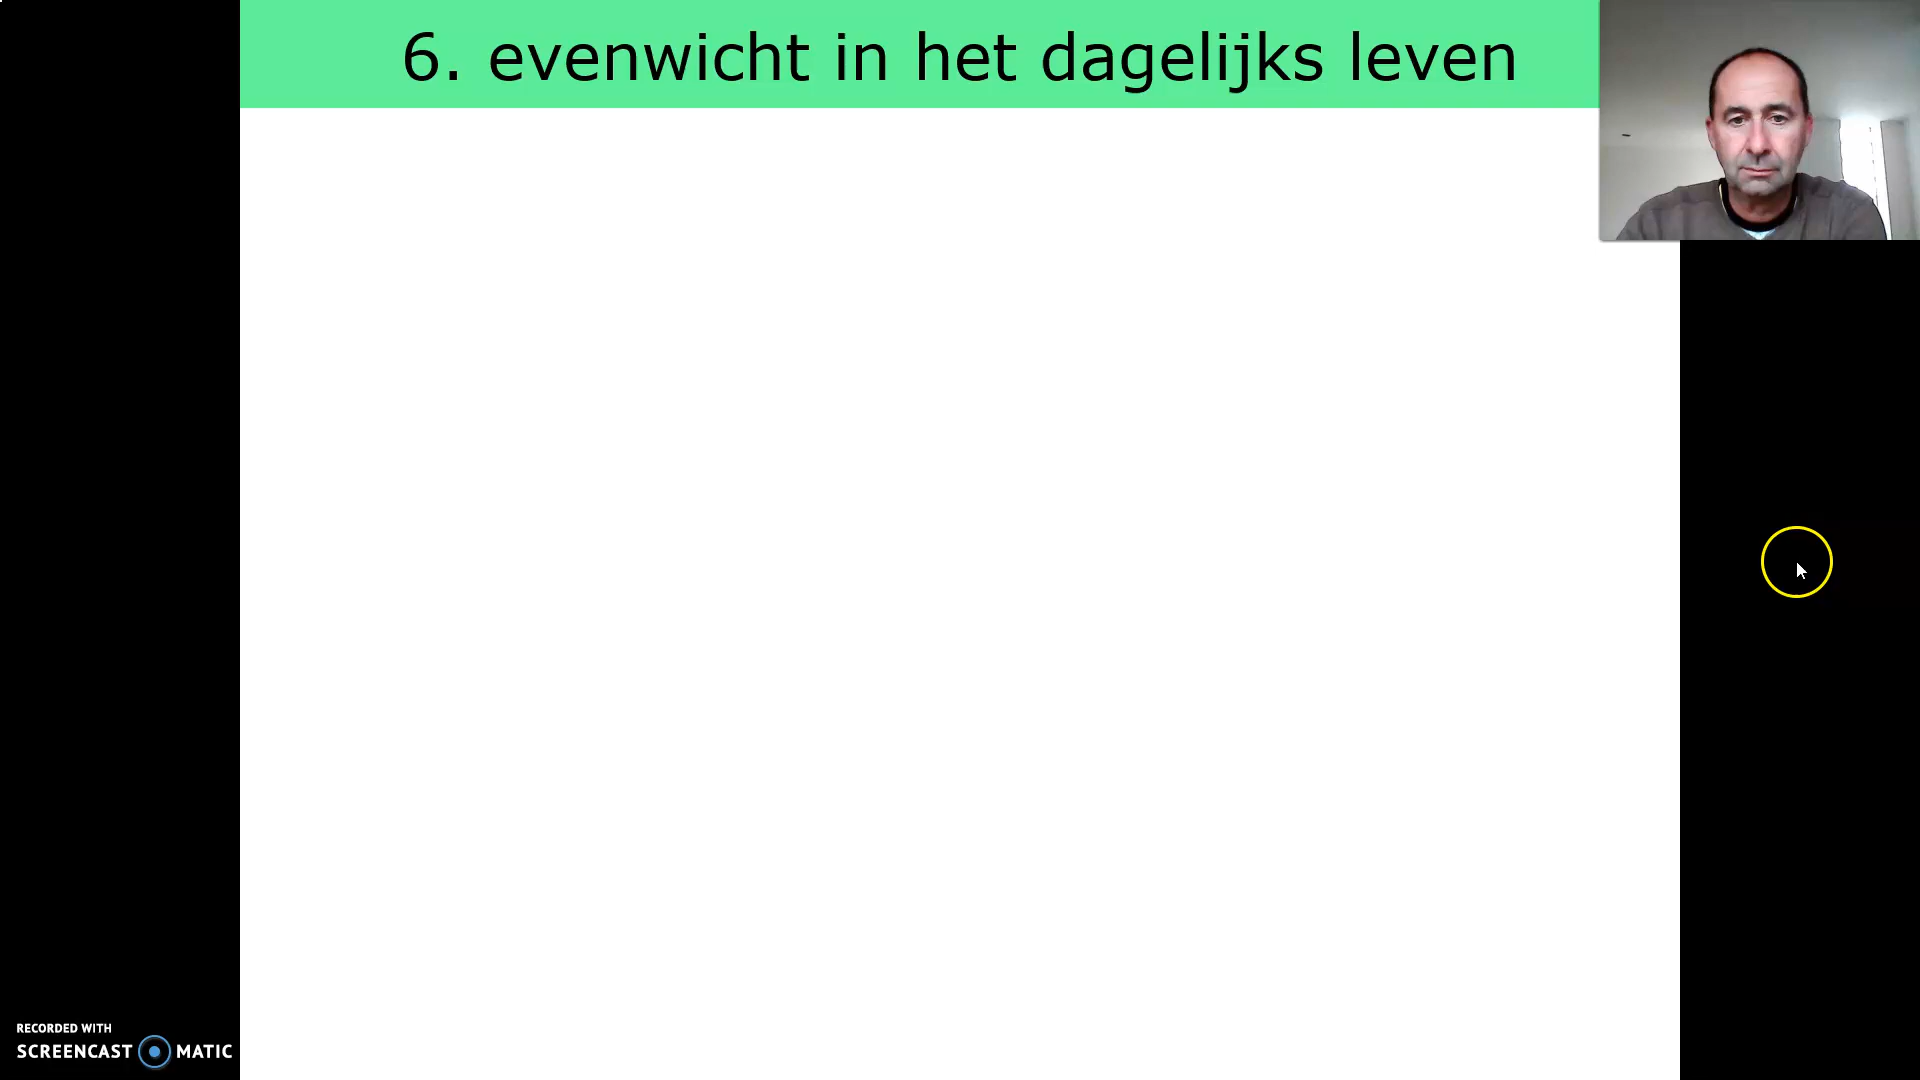 6. evenwicht in het dagelijks leven
RECORDED WITH
SCREENCAST MATIC